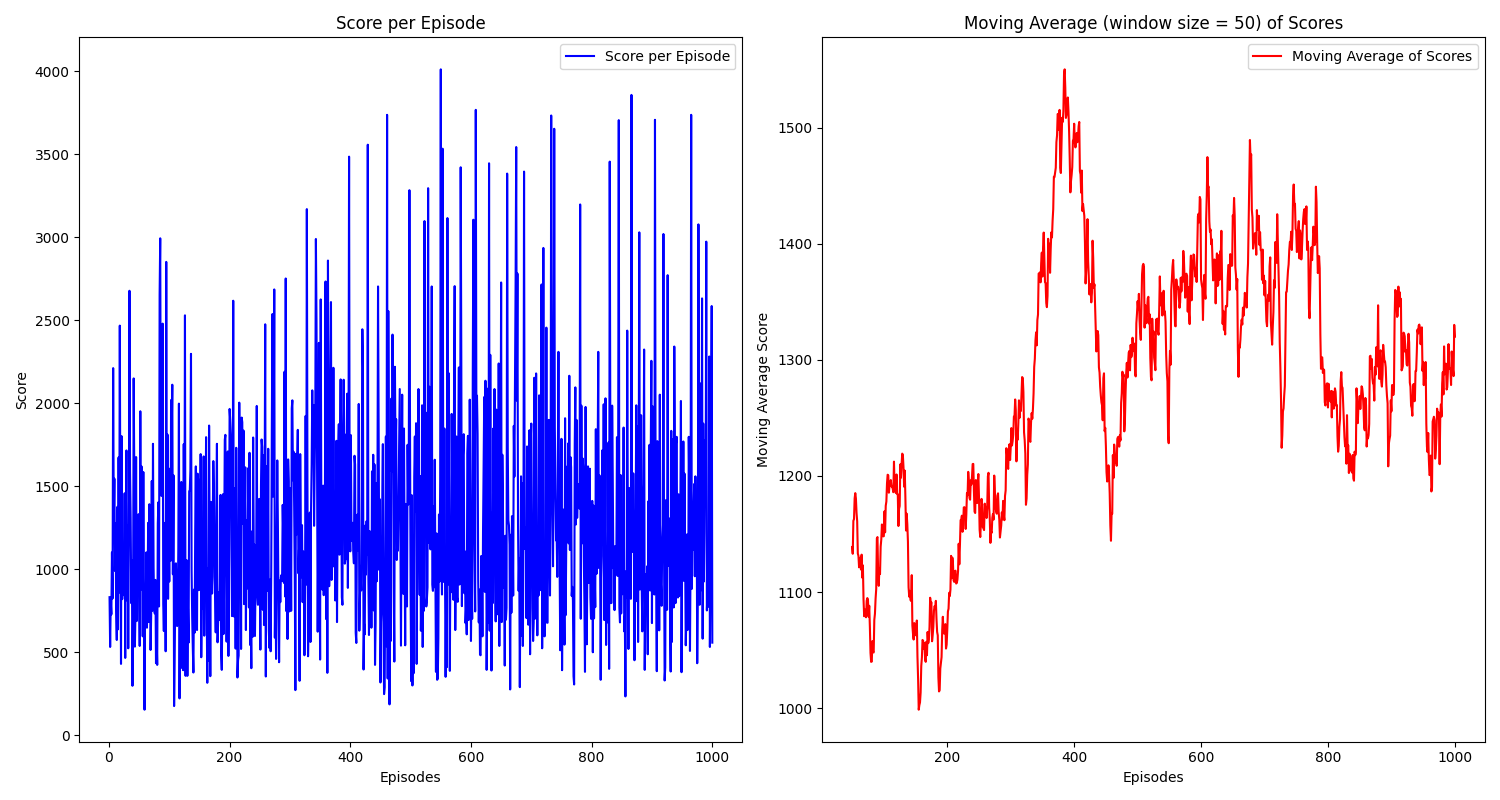 Score per Episode
Score per Episode
4000
3500
3000
2500
2000
1500
1000
500
0
Score
0 200 400 600 800 1000
Episodes
Moving Average (window size = 50) of Scores
Moving Average of Scores
1500
1400
1300
1200
1100
1000
Moving Average Score
200 400 600 800 1000
Episodes